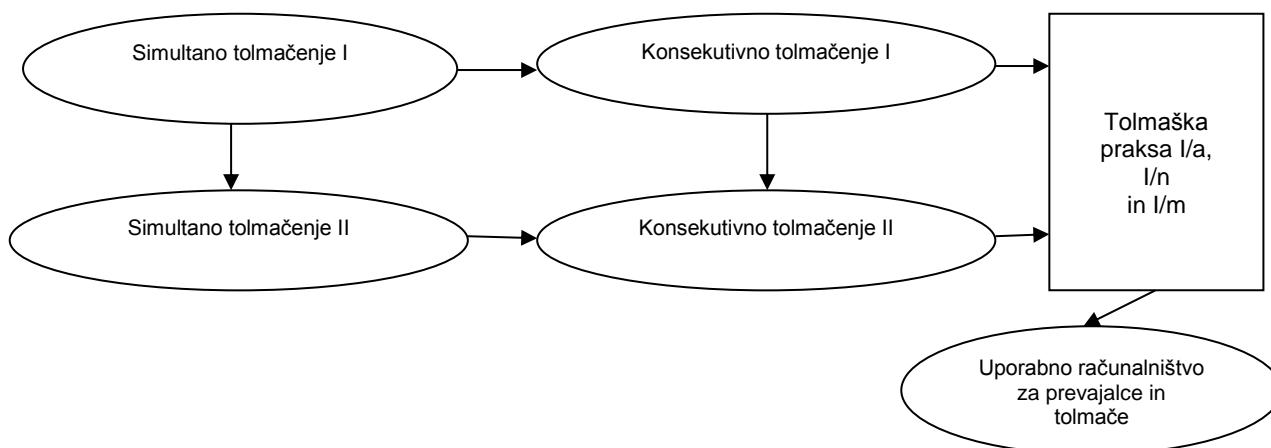 Simultano tolmačenje I
Konsekutivno tolmačenje I
Tolmaška
praksa I/a,
I/n
in I/m
Simultano tolmačenje II
Konsekutivno tolmačenje II
Uporabno računalništvo
za prevajalce in
tolmače